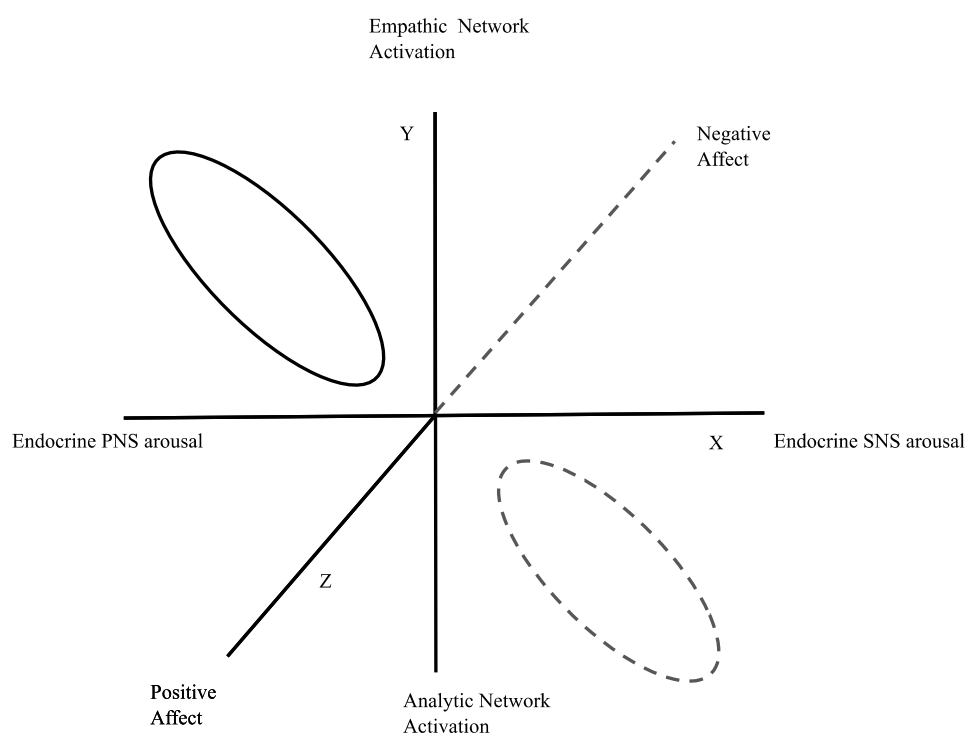 Empathic Network
Activation
Y
Negative
Affect
Endocrine PNS arousal
X
Endocrine SNS arousal
Z
Positive
Affect
Analytic Network
Activation